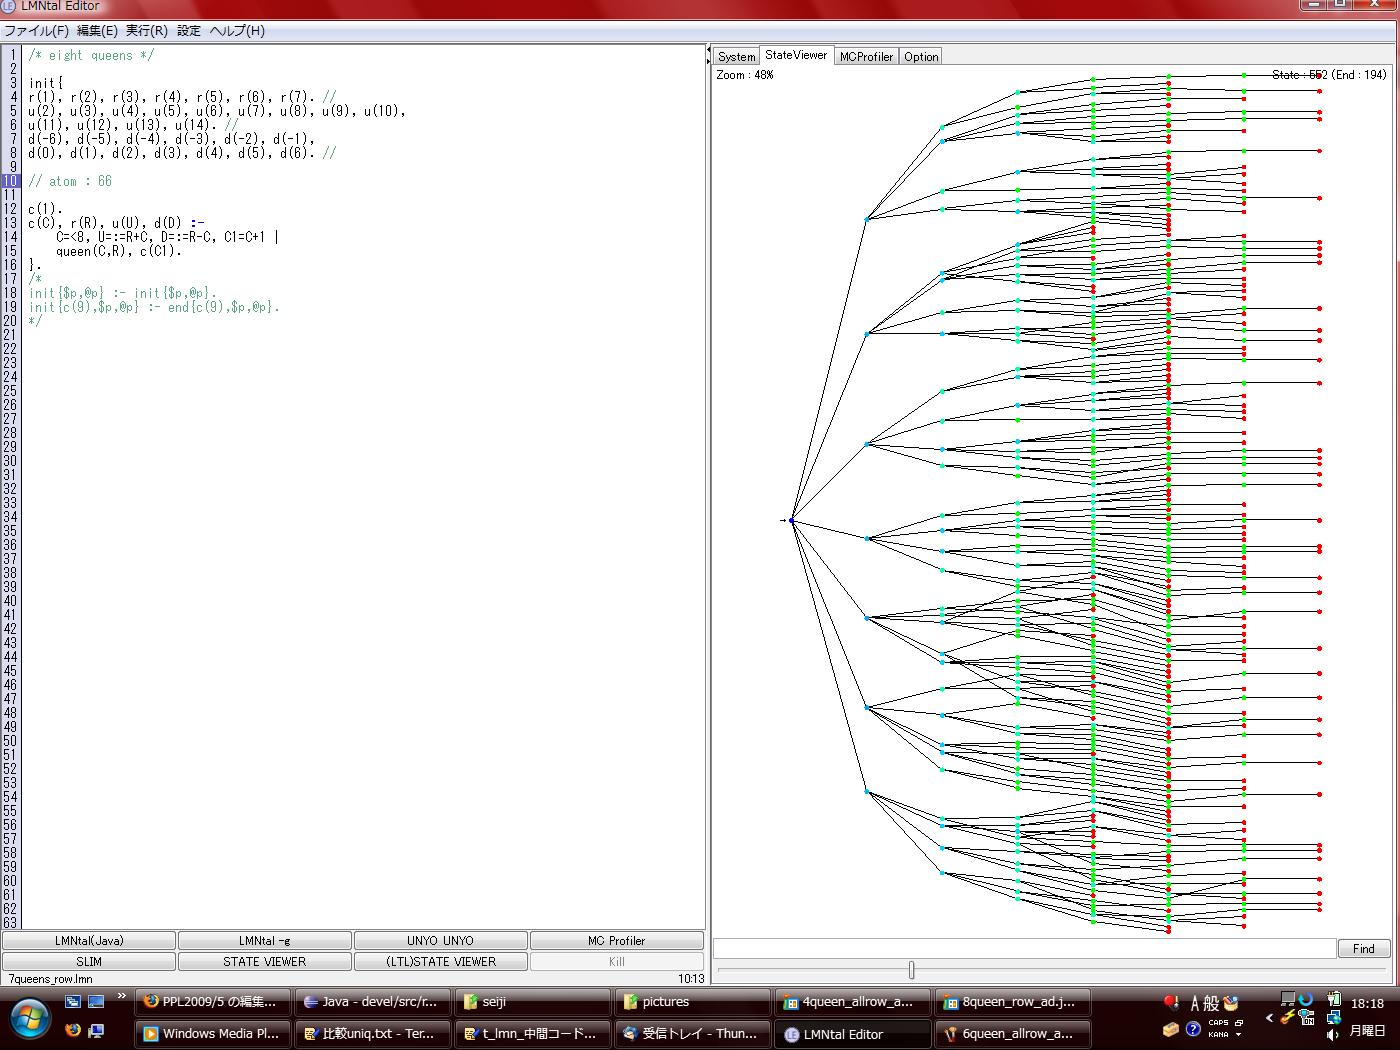 LMNtal Editor
ファイル(F) 編集(E) 実行(R) 設定 ヘルプ(H)
1 /* eight queens */
2
3 init{
4 r(1), r(2), r(3), r(4), r(5), r(6), r(7). //
5 u(2), u(3), u(4), u(5), u(6), u(7), u(8), u(9), u(10),
6 u(11), u(12), u(13), u(14). //
7 d(-6), d(-5), d(-4), d(-3), d(-2), d(-1),
8 d(0), d(1), d(2), d(3), d(4), d(5), d(6). //
9
10 // atom : 66
11
12 c(1).
13 c(C), r(R), u(U), d(D) :-
14 C=<8, U=:=R+C, D=:=R-C, C1=C+1 |
15 queen(C,R), c(C1).
16 }.
17 /*
18 init{$p,@p} :- init{$p,@p}.
19 init{c(9),$p,@p} :- end{c(9),$p,@p}.
20 */
21
22
23
24
25
26
27
28
29
30
31
32
33
34
35
36
37
38
39
40
41
42
43
44
45
46
47
48
49
50
51
52
53
54
55
56
57
58
59
60
61
62
63
System StateViewer MCProfiler Option
Zoom : 48%
State : 552 (End : 194)
LMNtal(Java) LMNtal -g UNYO UNYO MC Profiler
SLIM STATE VIEWER (LTL)STATE VIEWER Kill
7queens_row.lmn 10:13
Find
PPL2009/5 の編集... Java - devel/src/r... seiji pictures 4queen_allrow_a... 8queen_row_ad.j...
Windows Media Pl... 比較uniq.txt - Ter... t_lmn_中間コード... 受信トレイ - Thun... LMNtal Editor 6queen_allrow_a...
A 般
CAPS
KANA
18:18
月曜日